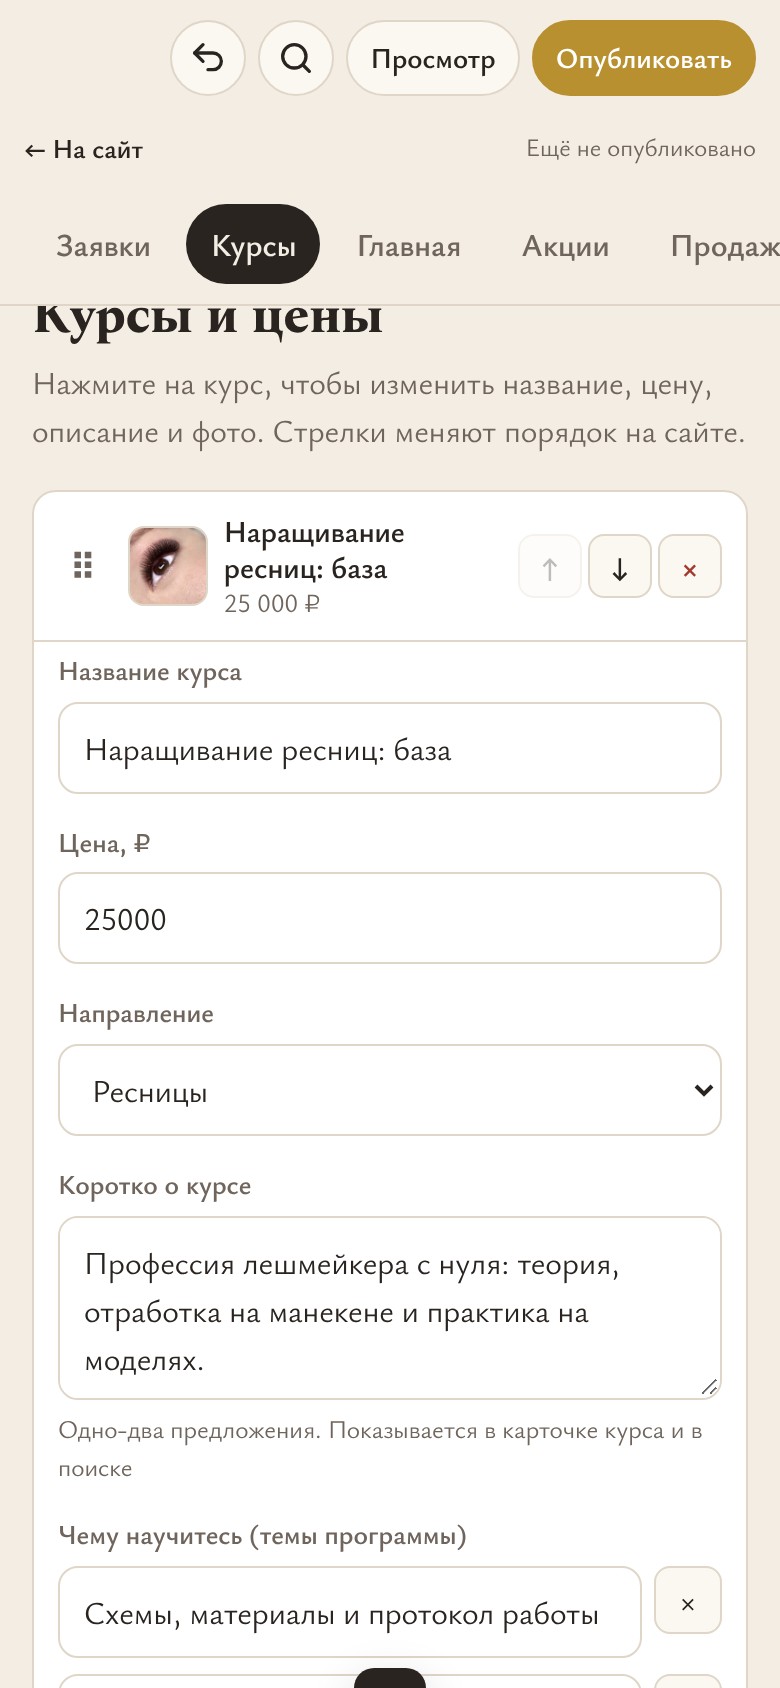 Просмотр
Опубликовать
← На сайт
Ещё не опубликовано
Заявки
Курсы
Главная
Акции
Продаж
Курсы и цены
Нажмите на курс, чтобы изменить название, цену,
описание и фото. Стрелки меняют порядок на сайте.
Наращивание
ресниц: база
25 000 ₽
↑
↓
×
Название курса
Наращивание ресниц: база
Цена, ₽
25000
Направление
Ресницы
Коротко о курсе
Профессия лешмейкера с нуля: теория,
отработка на манекене и практика на
моделях.
Одно-два предложения. Показывается в карточке курса и в
поиске
Чему научитесь (темы программы)
Схемы, материалы и протокол работы
×